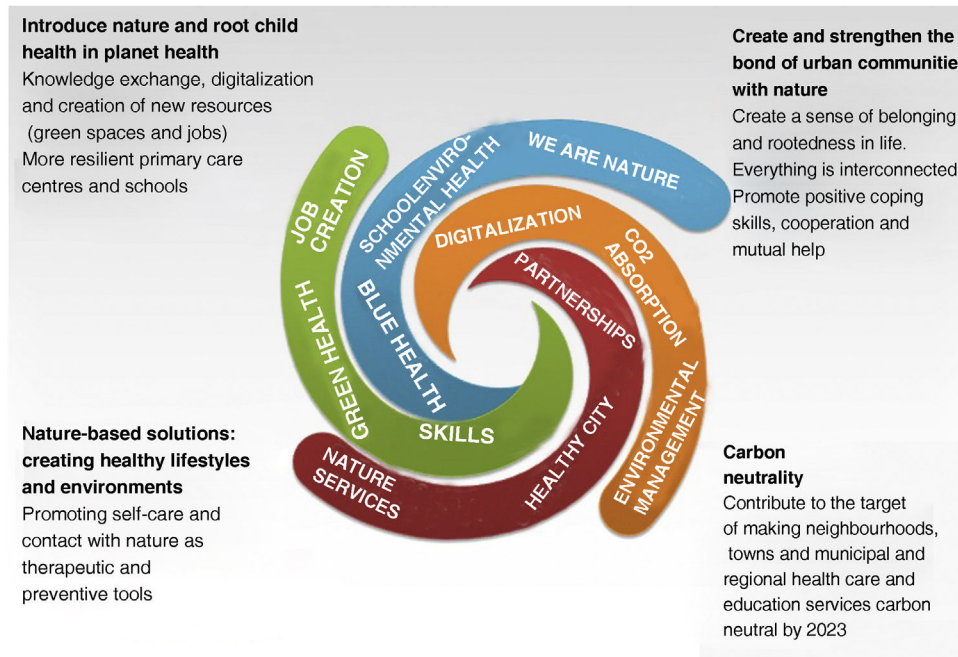 Introduce nature and root child
health in planet health
Knowledge exchange, digitalization
and creation of new resources
(green spaces and jobs)
More resilient primary care
centres and schools
Create and strengthen the
bond of urban communitie
with nature
Create a sense of belonging
and rootedness in life.
Everything is interconnected
Promote positive coping
skills, cooperation and
mutual help
JOB
CREATION
GREEN HEALTH
SKILLS
SCHOOLENVIRO-
NMENTAL HEALTH
WE ARE NATURE
BLUE HEALTH
DIGITALIZATION
CO2
ABSORPTION
ENVIRONMENTAL
MANAGEMENT
PARTNERSHIPS
HEALTHY CITY
NATURE
SERVICES
Nature-based solutions:
creating healthy lifestyles
and environments
Promoting self-care and
contact with nature as
therapeutic and
preventive tools
Carbon
neutrality
Contribute to the target
of making neighbourhoods,
towns and municipal and
regional health care and
education services carbon
neutral by 2023